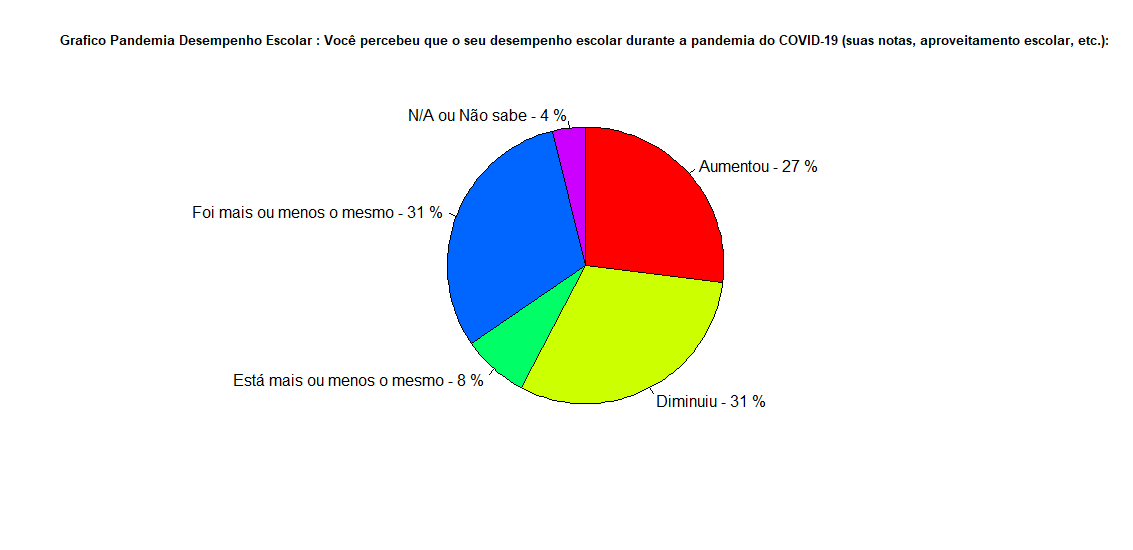 Grafico Pandemia Desempenho Escolar : Você percebeu que o seu desempenho escolar durante a pandemia do COVID-19 (suas notas, aproveitamento escolar, etc.):
N/A ou Não sabe - 4 %
Aumentou - 27 %
Foi mais ou menos o mesmo - 31 %
Está mais ou menos o mesmo - 8 %
Diminuiu - 31 %